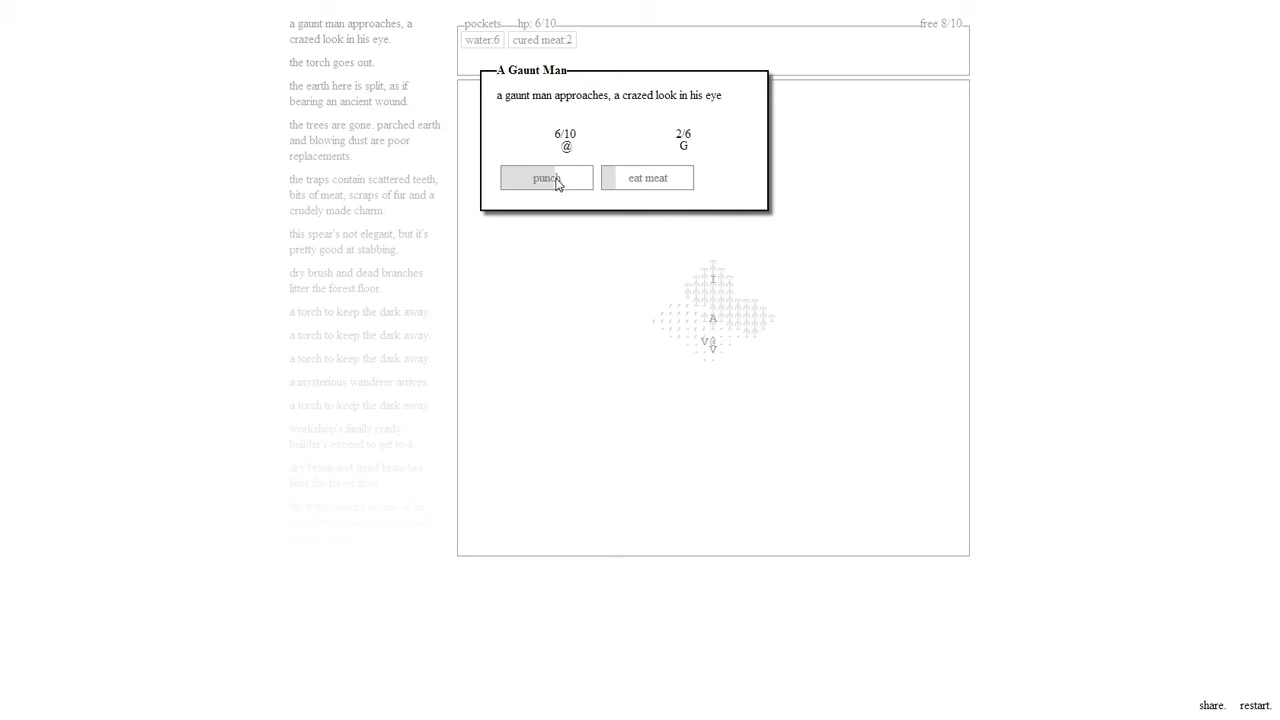 a gaunt man approaches, a
crazed look in his eye.
the torch goes out.
the earth here is split, as if
bearing an ancient wound.
the trees are gone. parched earth
and blowing dust are poor
replacements.
the traps contain scattered teeth,
bits of meat, scraps of fur and a
crudely made charm.
this spear's not elegant, but it's
pretty good at stabbing.
dry brush and dead branches
litter the forest floor.
a torch to keep the dark away.
a torch to keep the dark away.
a torch to keep the dark away.
a mysterious wanderer arrives.
a torch to keep the dark away.
workshop's finally ready.
builder's excited to get to it.
dry brush and dead branches
litter the forest floor.
the traps contain scraps of fur
pockets hp: 6/10 free 8/10
water:6 cured meat:2
A Gaunt Man
a gaunt man approaches, a crazed look in his eye
6/10 2/6
@ G
punch eat meat
I
A
V@
V
share. restart.